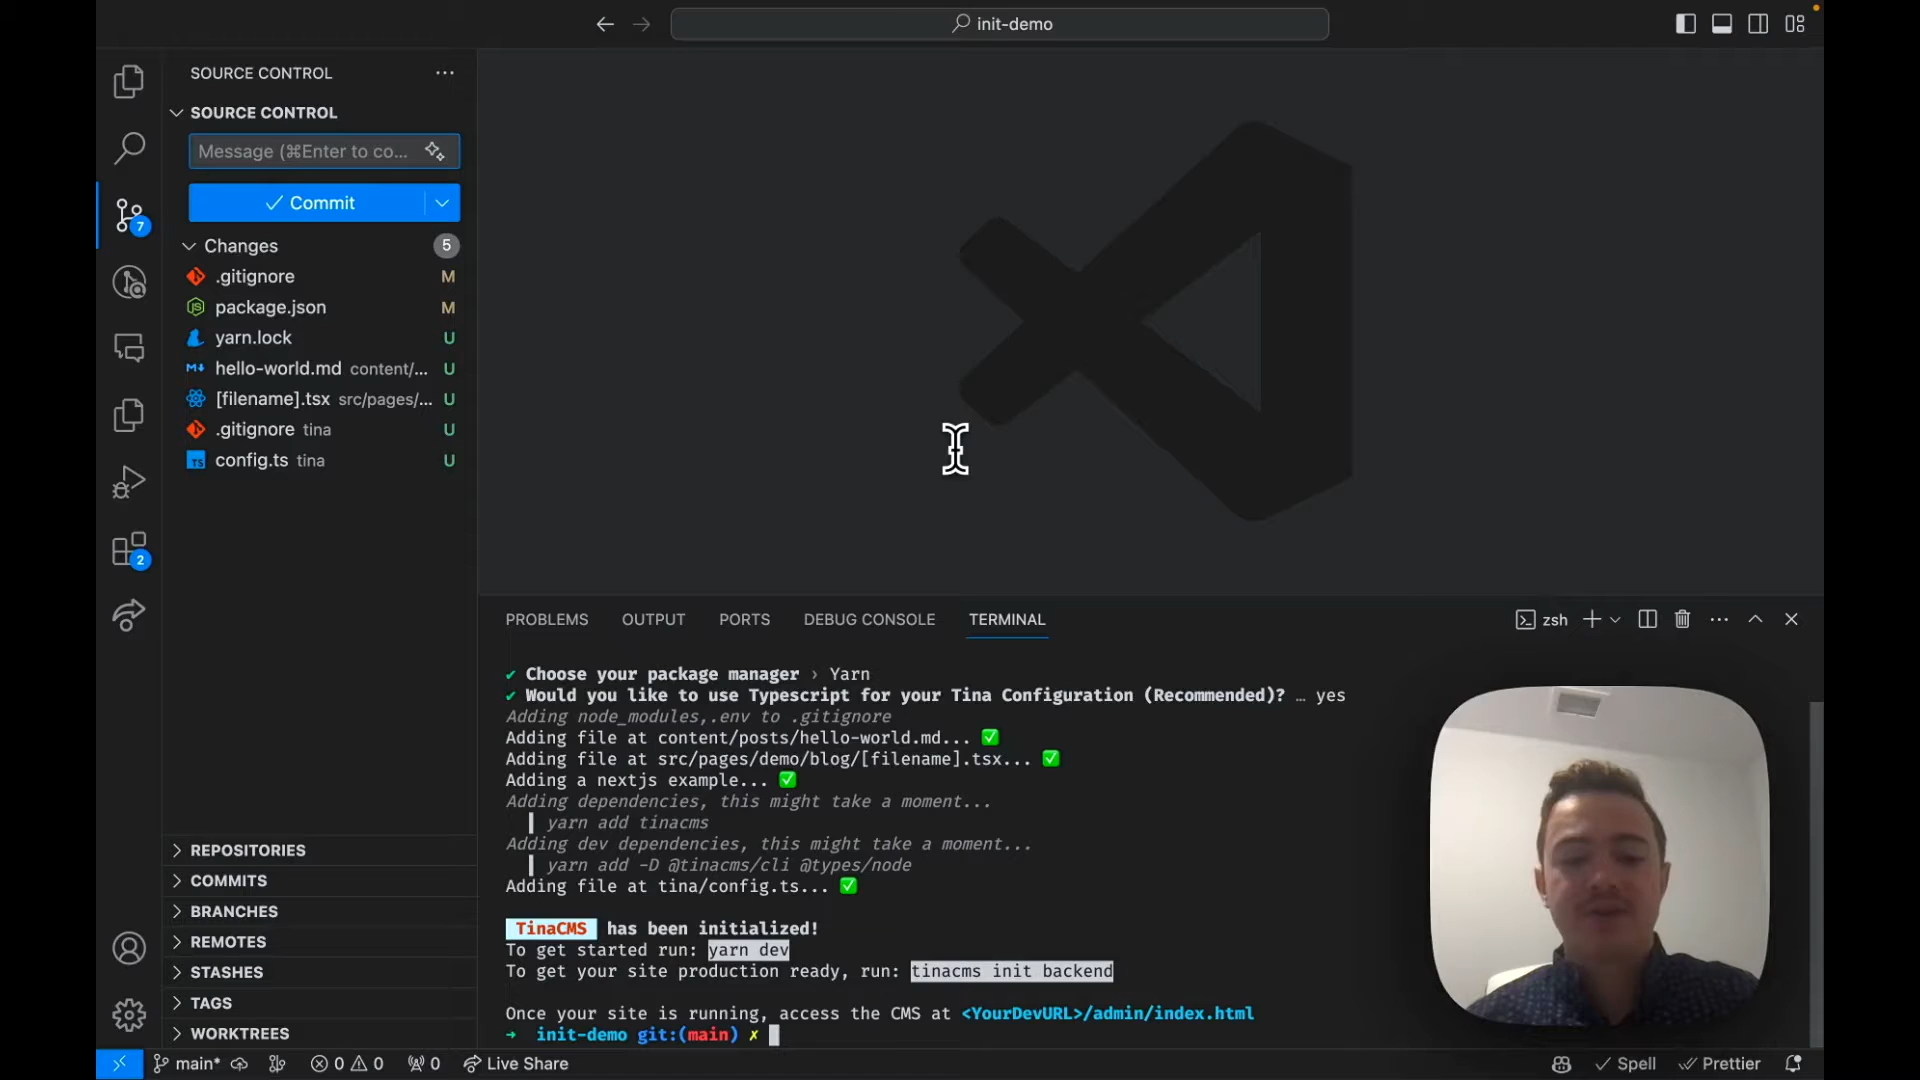 init-demo
SOURCE CONTROL
SOURCE CONTROL
Message (⌘Enter to co...
Commit
7
Changes 5
.gitignore M
package.json M
yarn.lock U
hello-world.md content/... U
[filename].tsx src/pages/... U
.gitignore tina U
config.ts tina U
2
REPOSITORIES
COMMITS
BRANCHES
REMOTES
STASHES
TAGS
WORKTREES
PROBLEMS OUTPUT PORTS DEBUG CONSOLE TERMINAL zsh
✔ Choose your package manager › Yarn
✔ Would you like to use Typescript for your Tina Configuration (Recommended)? … yes
Adding node_modules,.env to .gitignore
Adding file at content/posts/hello-world.md... ✅
Adding file at src/pages/demo/blog/[filename].tsx... ✅
Adding a nextjs example... ✅
Adding dependencies, this might take a moment...
yarn add tinacms
Adding dev dependencies, this might take a moment...
yarn add -D @tinacms/cli @types/node
Adding file at tina/config.ts... ✅
TinaCMS has been initialized!
To get started run: yarn dev
To get your site production ready, run: tinacms init backend
Once your site is running, access the CMS at <YourDevURL>/admin/index.html
➜ init-demo git:(main) ✗
main* 0 0 0 Live Share Spell Prettier